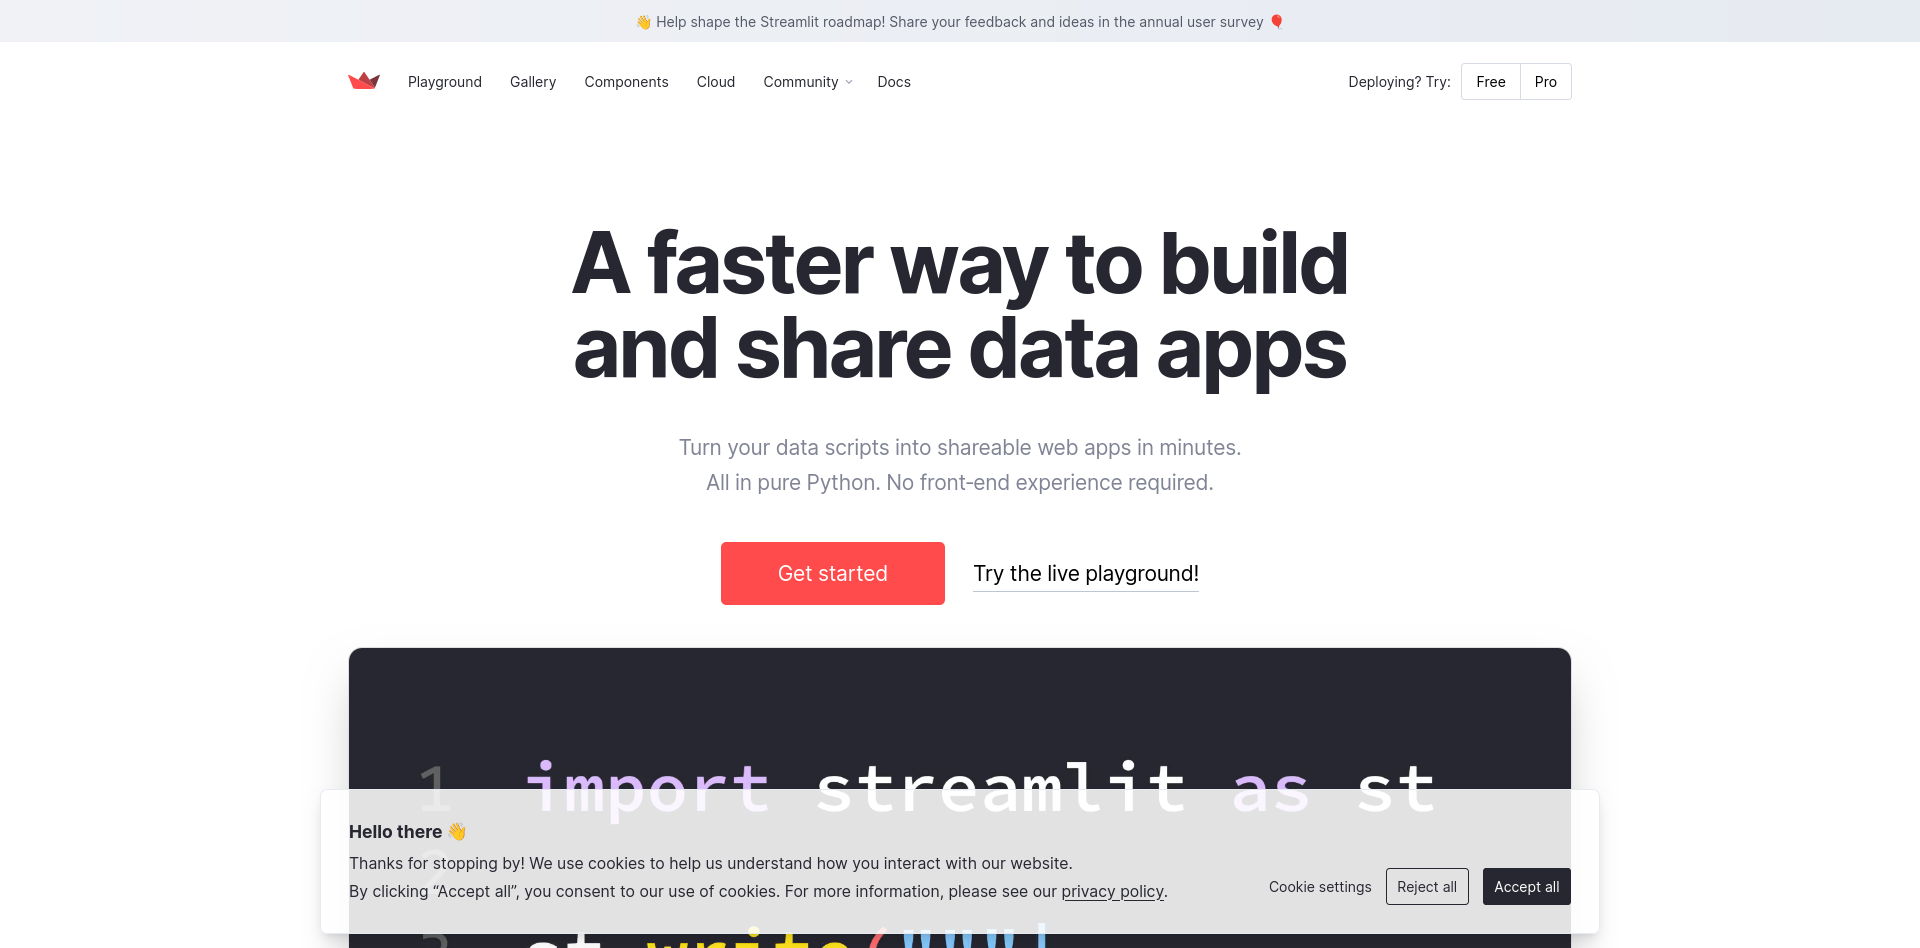 👋 Help shape the Streamlit roadmap! Share your feedback and ideas in the annual user survey 🎈
Playground Gallery Components Cloud Community Docs
Deploying? Try: Free Pro
A faster way to build
and share data apps
Turn your data scripts into shareable web apps in minutes.
All in pure Python. No front‑end experience required.
Get started Try the live playground!
1 import streamlit as st
2
Hello there 👋
Thanks for stopping by! We use cookies to help us understand how you interact with our website.
By clicking “Accept all”, you consent to our use of cookies. For more information, please see our privacy policy.
Cookie settings Reject all Accept all
3 st.write("""